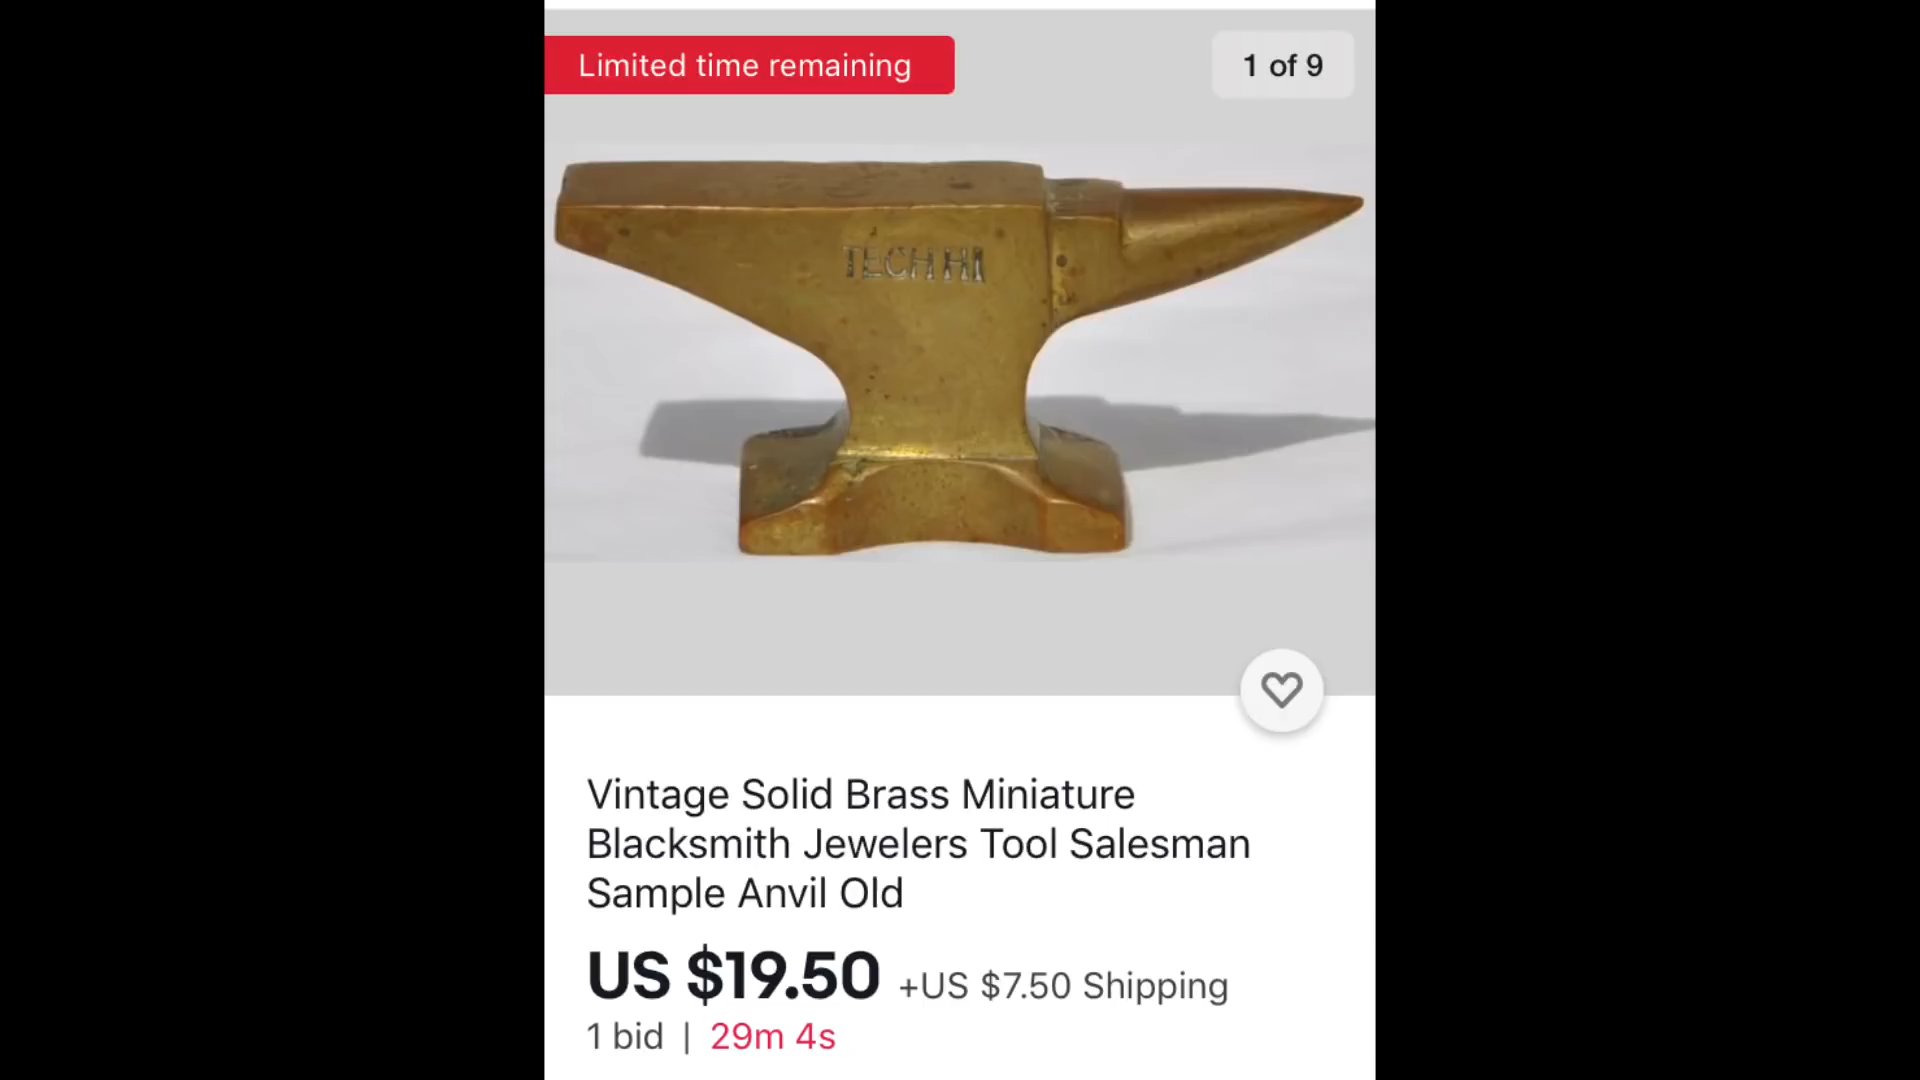 Limited time remaining
1 of 9
TECH HI
Vintage Solid Brass Miniature
Blacksmith Jewelers Tool Salesman
Sample Anvil Old
US $19.50 +US $7.50 Shipping
1 bid | 29m 4s